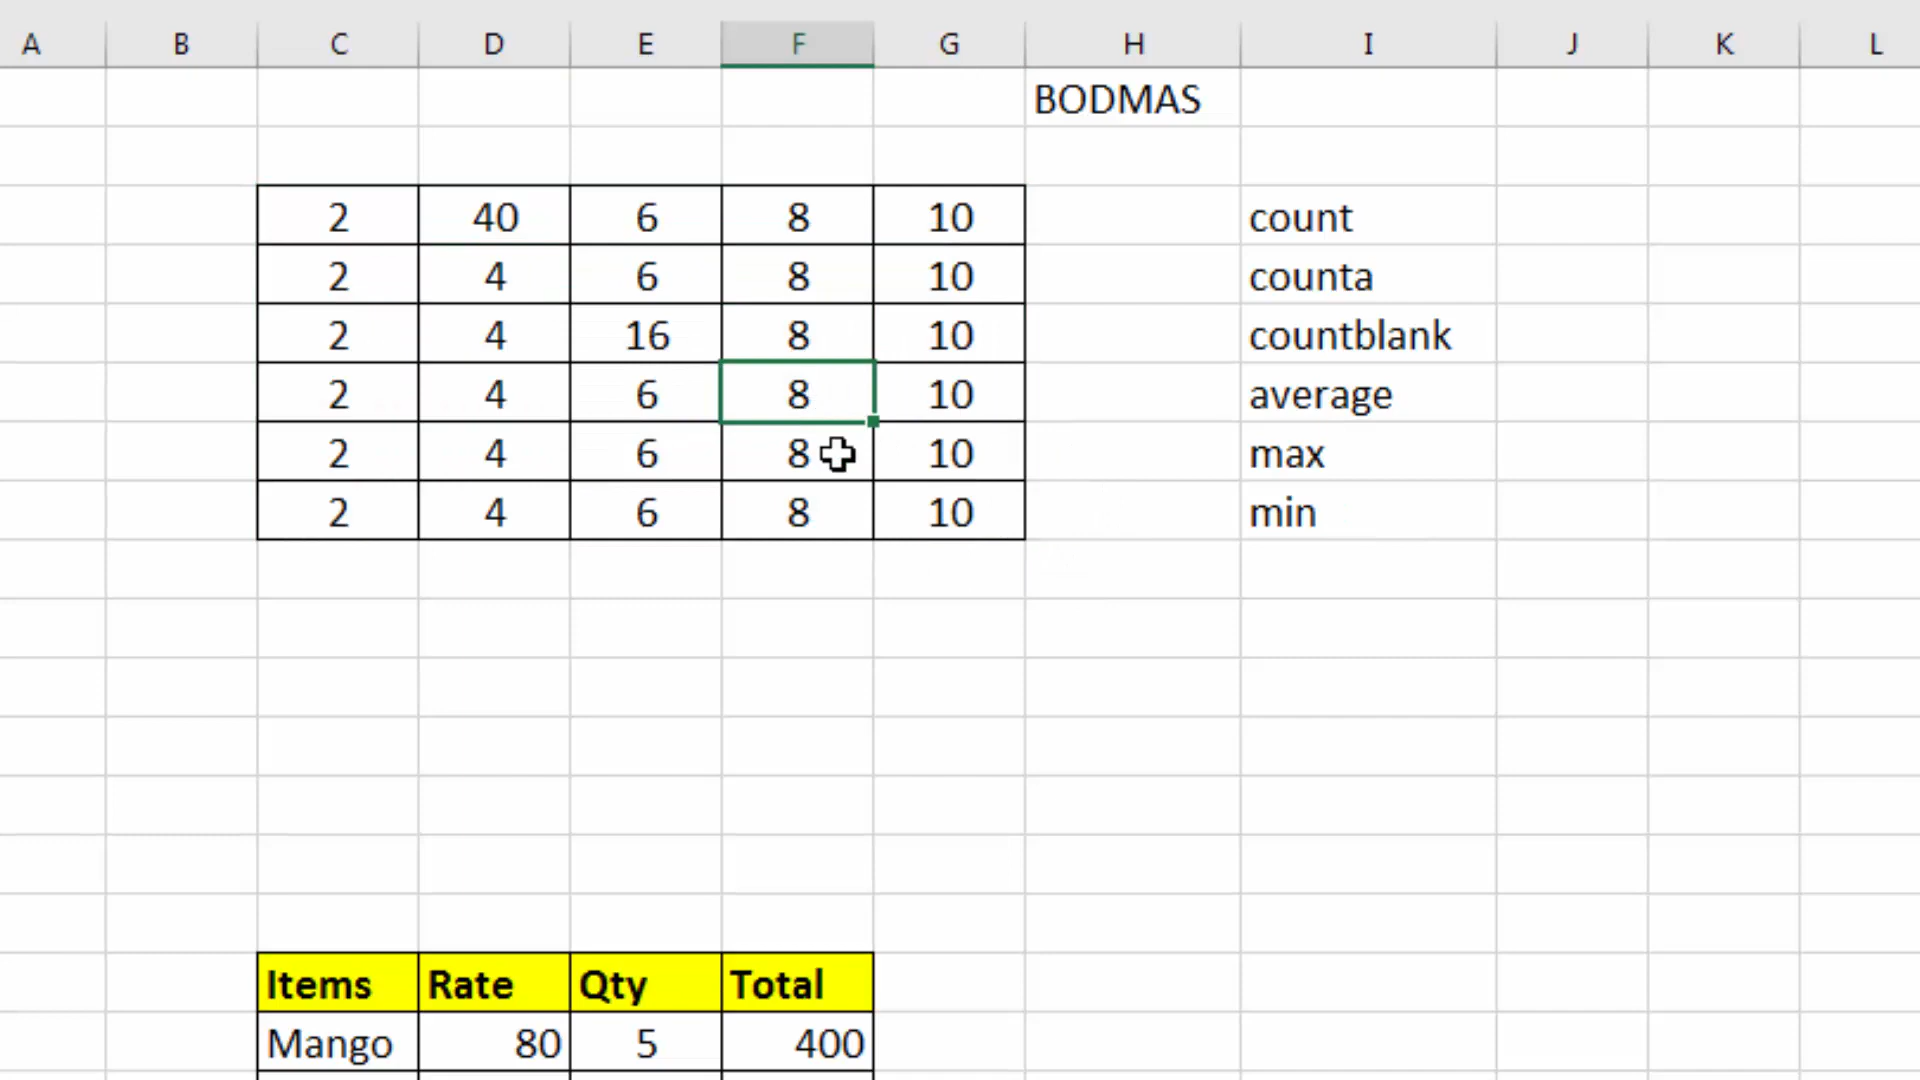 A B C D E F G H I J K L
BODMAS
2 40 6 8 10 count
2 4 6 8 10 counta
2 4 16 8 10 countblank
2 4 6 8 10 average
2 4 6 8 10 max
2 4 6 8 10 min
Items Rate Qty Total
Mango 80 5 400